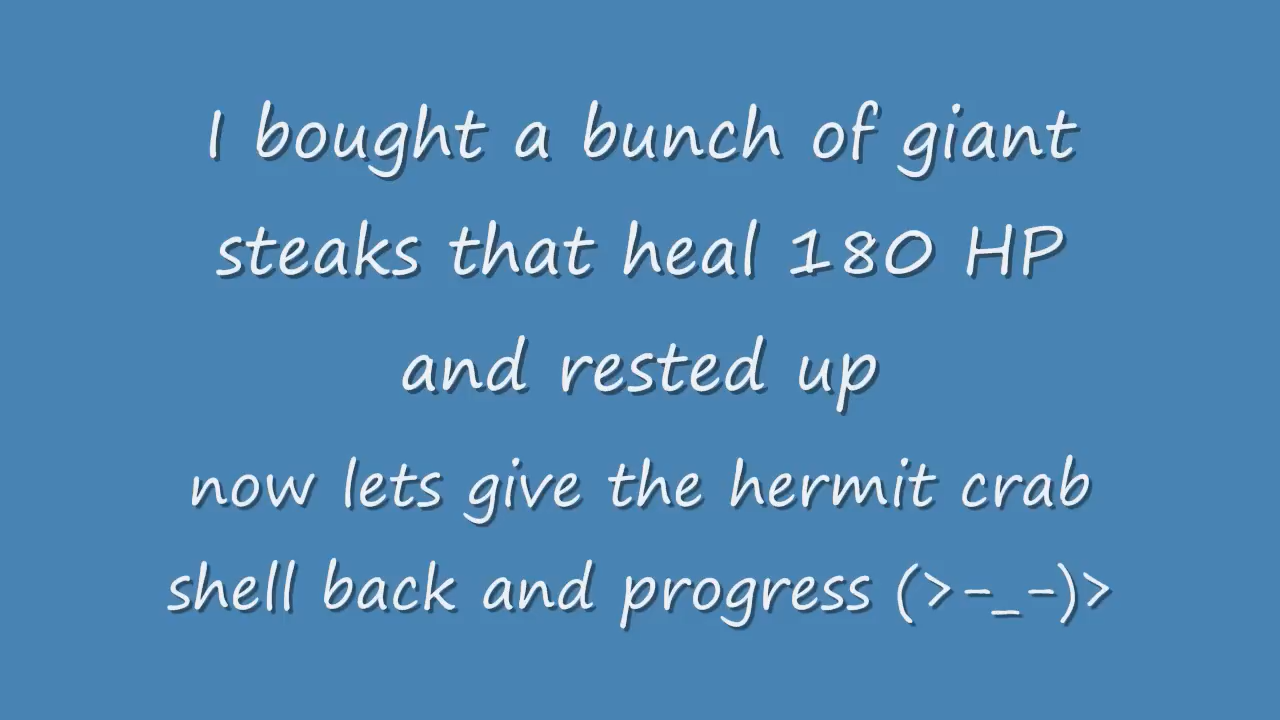 I bought a bunch of giant
steaks that heal 180 HP
and rested up
now lets give the hermit crab
shell back and progress (>-_-)>